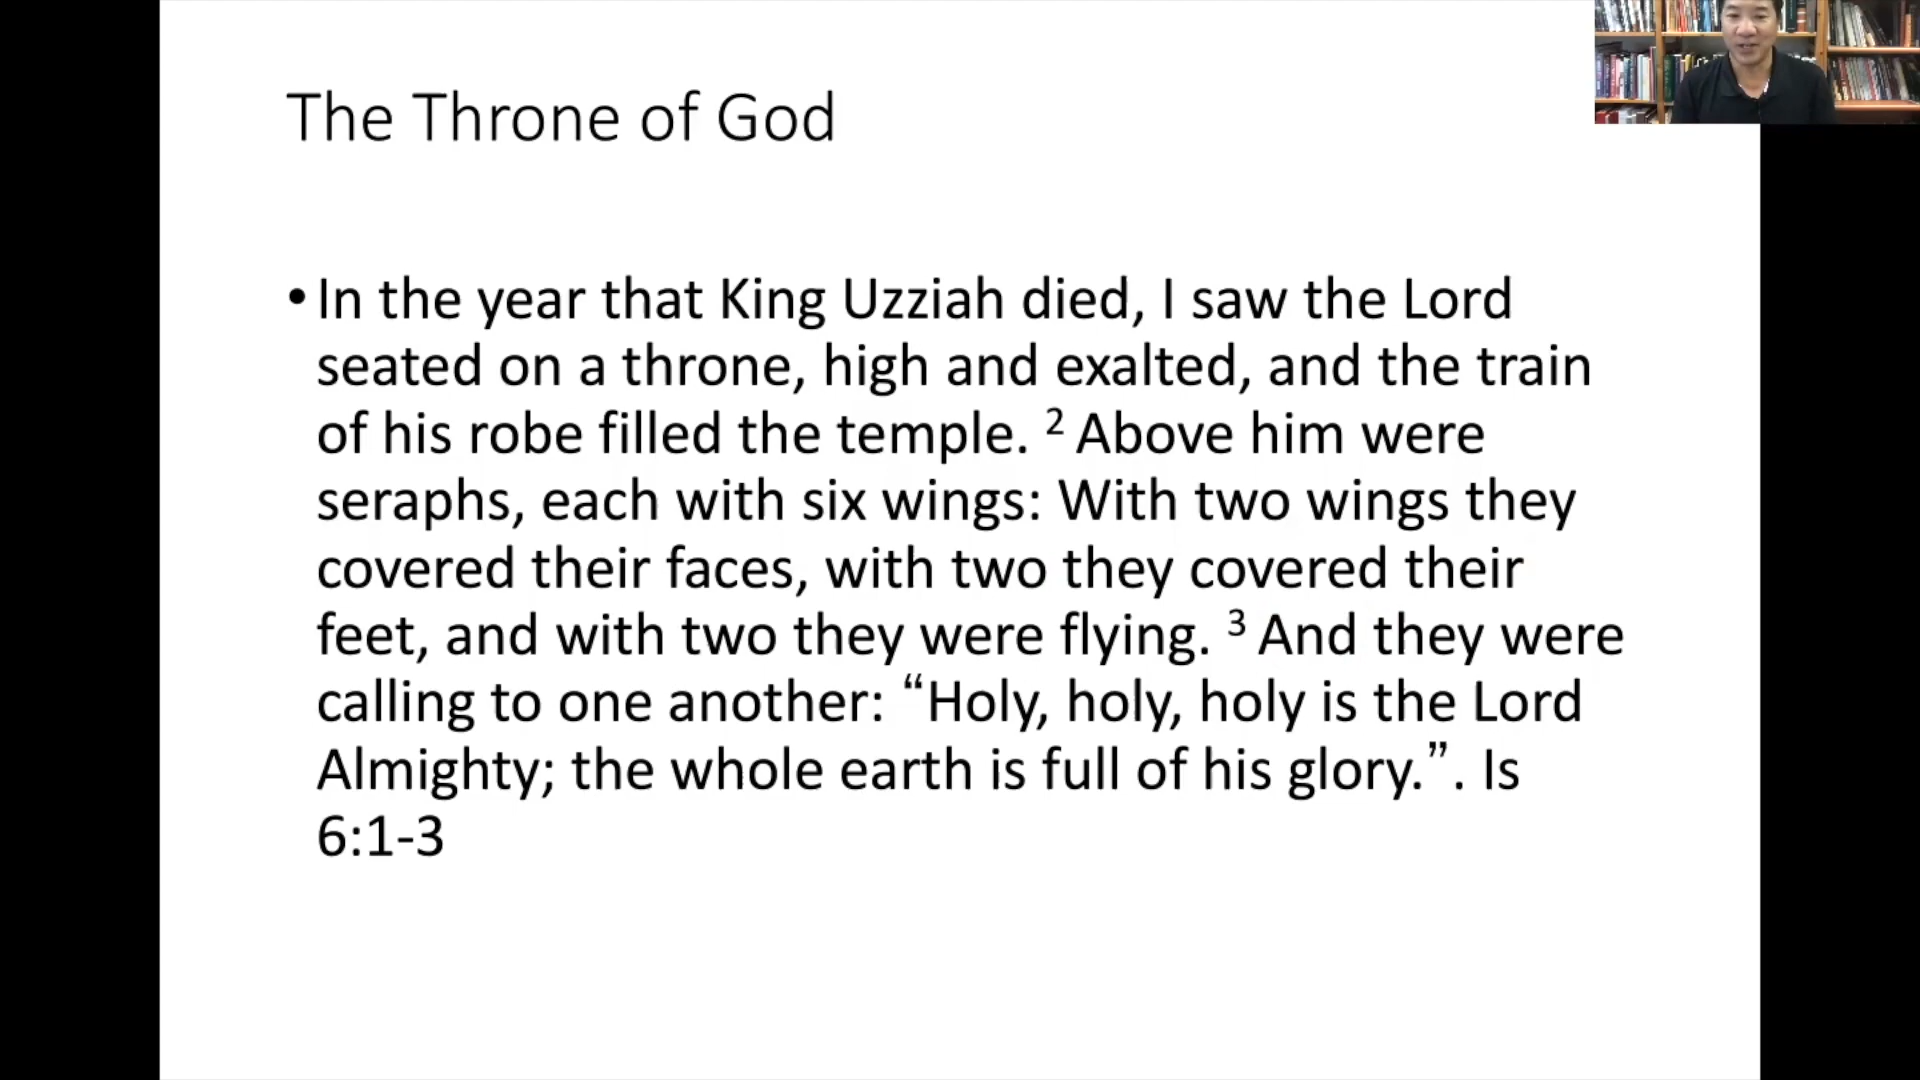 The Throne of God
• In the year that King Uzziah died, I saw the Lord
seated on a throne, high and exalted, and the train
of his robe filled the temple. ² Above him were
seraphs, each with six wings: With two wings they
covered their faces, with two they covered their
feet, and with two they were flying. ³ And they were
calling to one another: “Holy, holy, holy is the Lord
Almighty; the whole earth is full of his glory.”. Is
6:1-3